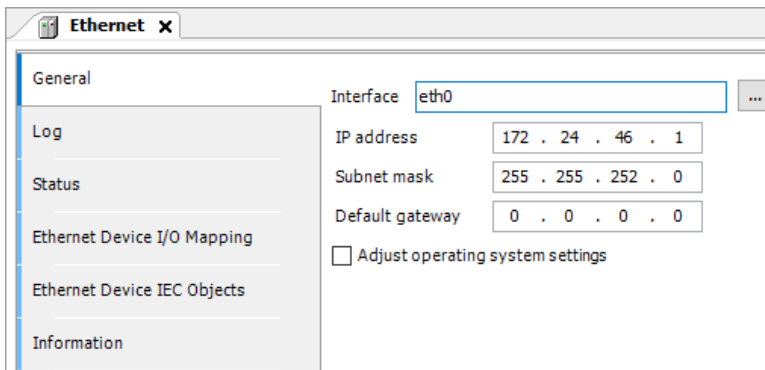 Ethernet
General
Interface eth0 ...
IP address 172 . 24 . 46 . 1
Log
Subnet mask 255 . 255 . 252 . 0
Status
Default gateway 0 . 0 . 0 . 0
Ethernet Device I/O Mapping
Adjust operating system settings
Ethernet Device IEC Objects
Information